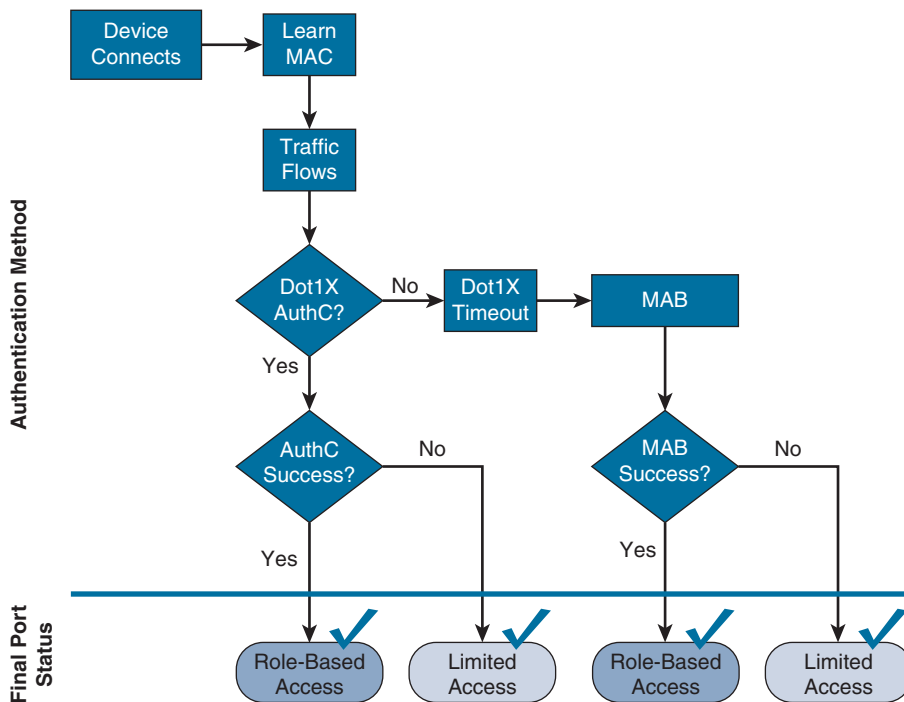 Device
Connects
Learn
MAC
Traffic
Flows
Authentication Method
Dot1X
AuthC?
No
Dot1X
Timeout
MAB
Yes
AuthC
Success?
No
MAB
Success?
No
Yes
Yes
Final Port
Status
Role-Based
Access
Limited
Access
Role-Based
Access
Limited
Access